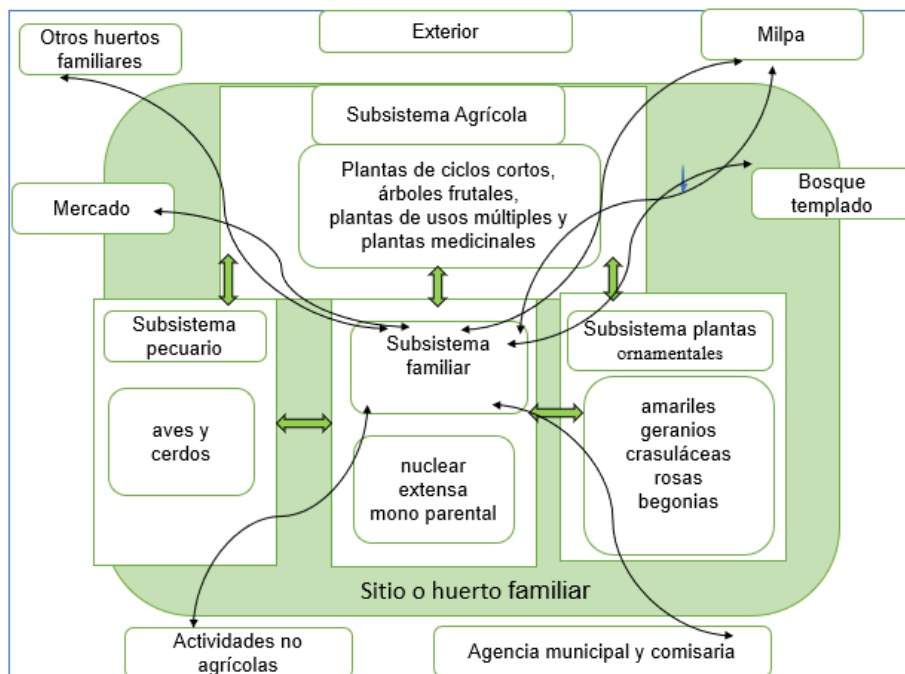 Otros huertos
familiares
Exterior
Milpa
Subsistema Agrícola
Plantas de ciclos cortos,
árboles frutales,
plantas de usos múltiples y
plantas medicinales
Mercado
Bosque
templado
Subsistema
pecuario
Subsistema
familiar
Subsistema plantas
ornamentales
aves y
cerdos
nuclear
extensa
mono parental
amariles
geranios
crasuláceas
rosas
begonias
Sitio o huerto familiar
Actividades no
agrícolas
Agencia municipal y comisaria